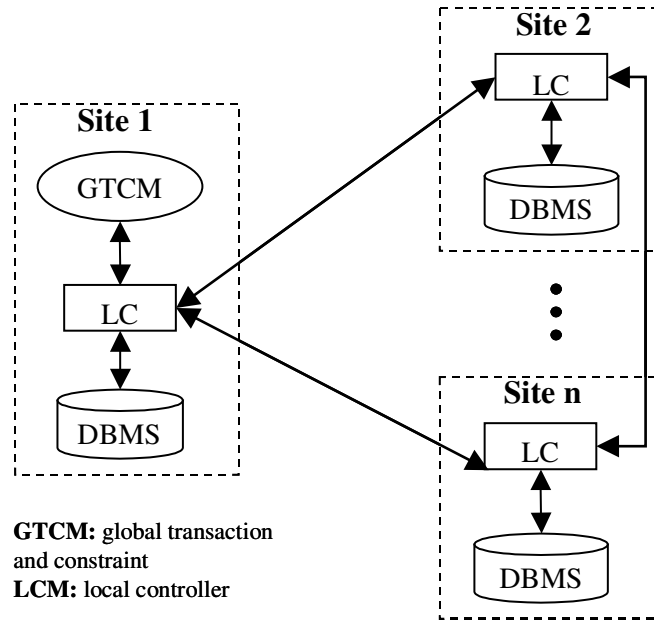 Site 1
GTCM
LC
DBMS
Site 2
LC
DBMS
Site n
LC
DBMS
GTCM: global transaction
and constraint
LCM: local controller